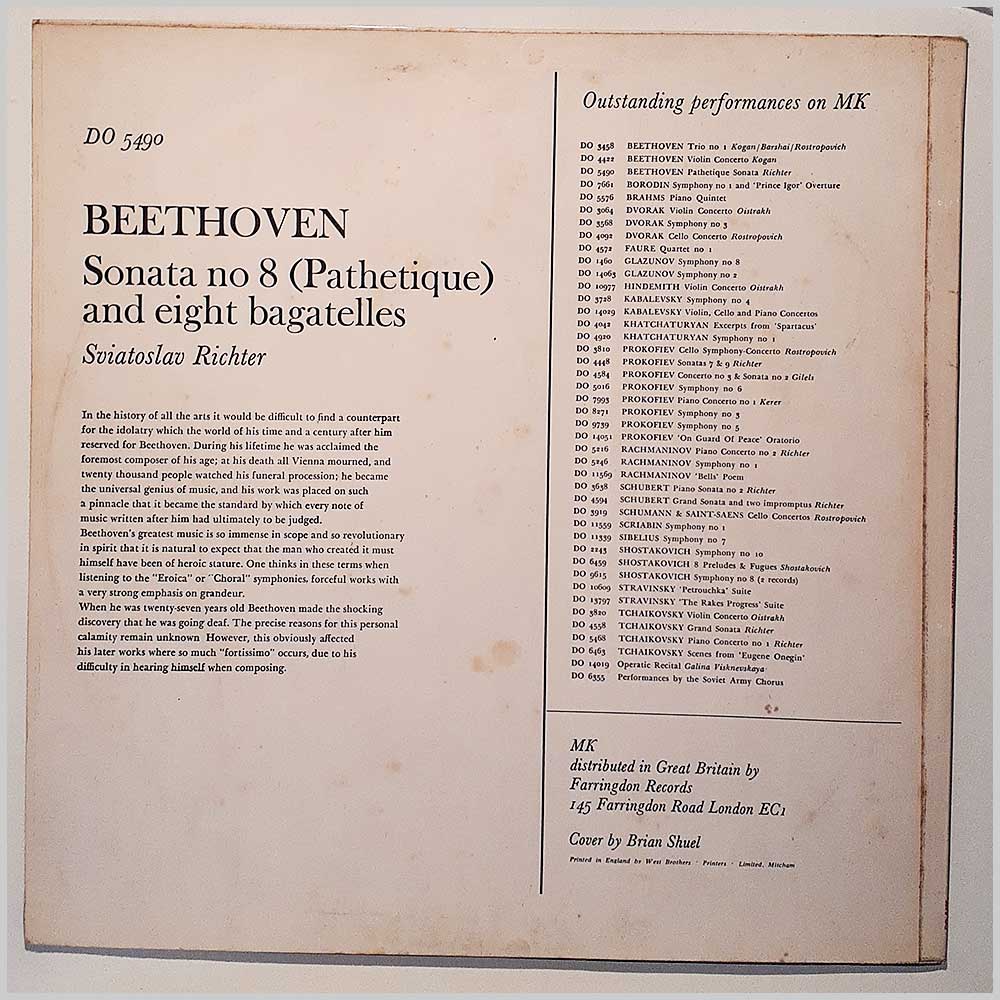 DO 5490
BEETHOVEN
Sonata no 8 (Pathetique)
and eight bagatelles
Sviatoslav Richter
In the history of all the arts it would be difficult to find a counterpart
for the idolatry which the world of his time and a century after him
reserved for Beethoven. During his lifetime he was acclaimed the
foremost composer of his age; at his death all Vienna mourned, and
twenty thousand people watched his funeral procession; he became
the universal genius of music, and his work was placed on such
a pinnacle that it became the standard by which every note of
music written after him had ultimately to be judged.
Beethoven's greatest music is so immense in scope and so revolutionary
in spirit that it is natural to expect that the man who created it must
himself have been of heroic stature. One thinks in these terms when
listening to the "Eroica" or "Choral" symphonies, forceful works with
a very strong emphasis on grandeur.
When he was twenty-seven years old Beethoven made the shocking
discovery that he was going deaf. The precise reasons for this personal
calamity remain unknown However, this obviously affected
his later works where so much "fortissimo" occurs, due to his
difficulty in hearing himself when composing.
Outstanding performances on MK
DO 3458 BEETHOVEN Trio no 1 Kogan/Barshai/Rostropovich
DO 4422 BEETHOVEN Violin Concerto Kogan
DO 5490 BEETHOVEN Pathetique Sonata Richter
DO 7661 BORODIN Symphony no 1 and 'Prince Igor' Overture
DO 5576 BRAHMS Piano Quintet
DO 3064 DVORAK Violin Concerto Oistrakh
DO 3568 DVORAK Symphony no 3
DO 4092 DVORAK Cello Concerto Rostropovich
DO 4572 FAURE Quartet no 1
DO 1460 GLAZUNOV Symphony no 8
DO 14063 GLAZUNOV Symphony no 2
DO 10977 HINDEMITH Violin Concerto Oistrakh
DO 3728 KABALEVSKY Symphony no 4
DO 14029 KABALEVSKY Violin, Cello and Piano Concertos
DO 4042 KHATCHATURYAN Excerpts from 'Spartacus'
DO 4920 KHATCHATURYAN Symphony no 1
DO 3810 PROKOFIEV Cello Symphony-Concerto Rostropovich
DO 4448 PROKOFIEV Sonatas 7 & 9 Richter
DO 4584 PROKOFIEV Concerto no 3 & Sonata no 2 Gilels
DO 5016 PROKOFIEV Symphony no 6
DO 7993 PROKOFIEV Piano Concerto no 1 Kerer
DO 8271 PROKOFIEV Symphony no 3
DO 9739 PROKOFIEV Symphony no 5
DO 14051 PROKOFIEV 'On Guard Of Peace' Oratorio
DO 5216 RACHMANINOV Piano Concerto no 2 Richter
DO 5246 RACHMANINOV Symphony no 1
DO 11569 RACHMANINOV 'Bells' Poem
DO 3638 SCHUBERT Piano Sonata no 2 Richter
DO 4594 SCHUBERT Grand Sonata and two impromptus Richter
DO 3919 SCHUMANN & SAINT-SAENS Cello Concertos Rostropovich
DO 11559 SCRIABIN Symphony no 1
DO 11339 SIBELIUS Symphony no 7
DO 2243 SHOSTAKOVICH Symphony no 10
DO 6459 SHOSTAKOVICH 8 Preludes & Fugues Shostakovich
DO 9615 SHOSTAKOVICH Symphony no 8 (2 records)
DO 10609 STRAVINSKY 'Petrouchka' Suite
DO 13797 STRAVINSKY 'The Rakes Progress' Suite
DO 3820 TCHAIKOVSKY Violin Concerto Oistrakh
DO 4558 TCHAIKOVSKY Grand Sonata Richter
DO 5468 TCHAIKOVSKY Piano Concerto no 1 Richter
DO 6463 TCHAIKOVSKY Scenes from 'Eugene Onegin'
DO 14019 Operatic Recital Galina Visknevskaya
DO 6355 Performances by the Soviet Army Chorus
MK
distributed in Great Britain by
Farringdon Records
145 Farringdon Road London EC1
Cover by Brian Shuel
Printed in England by West Brothers · Printers · Limited, Mitcham